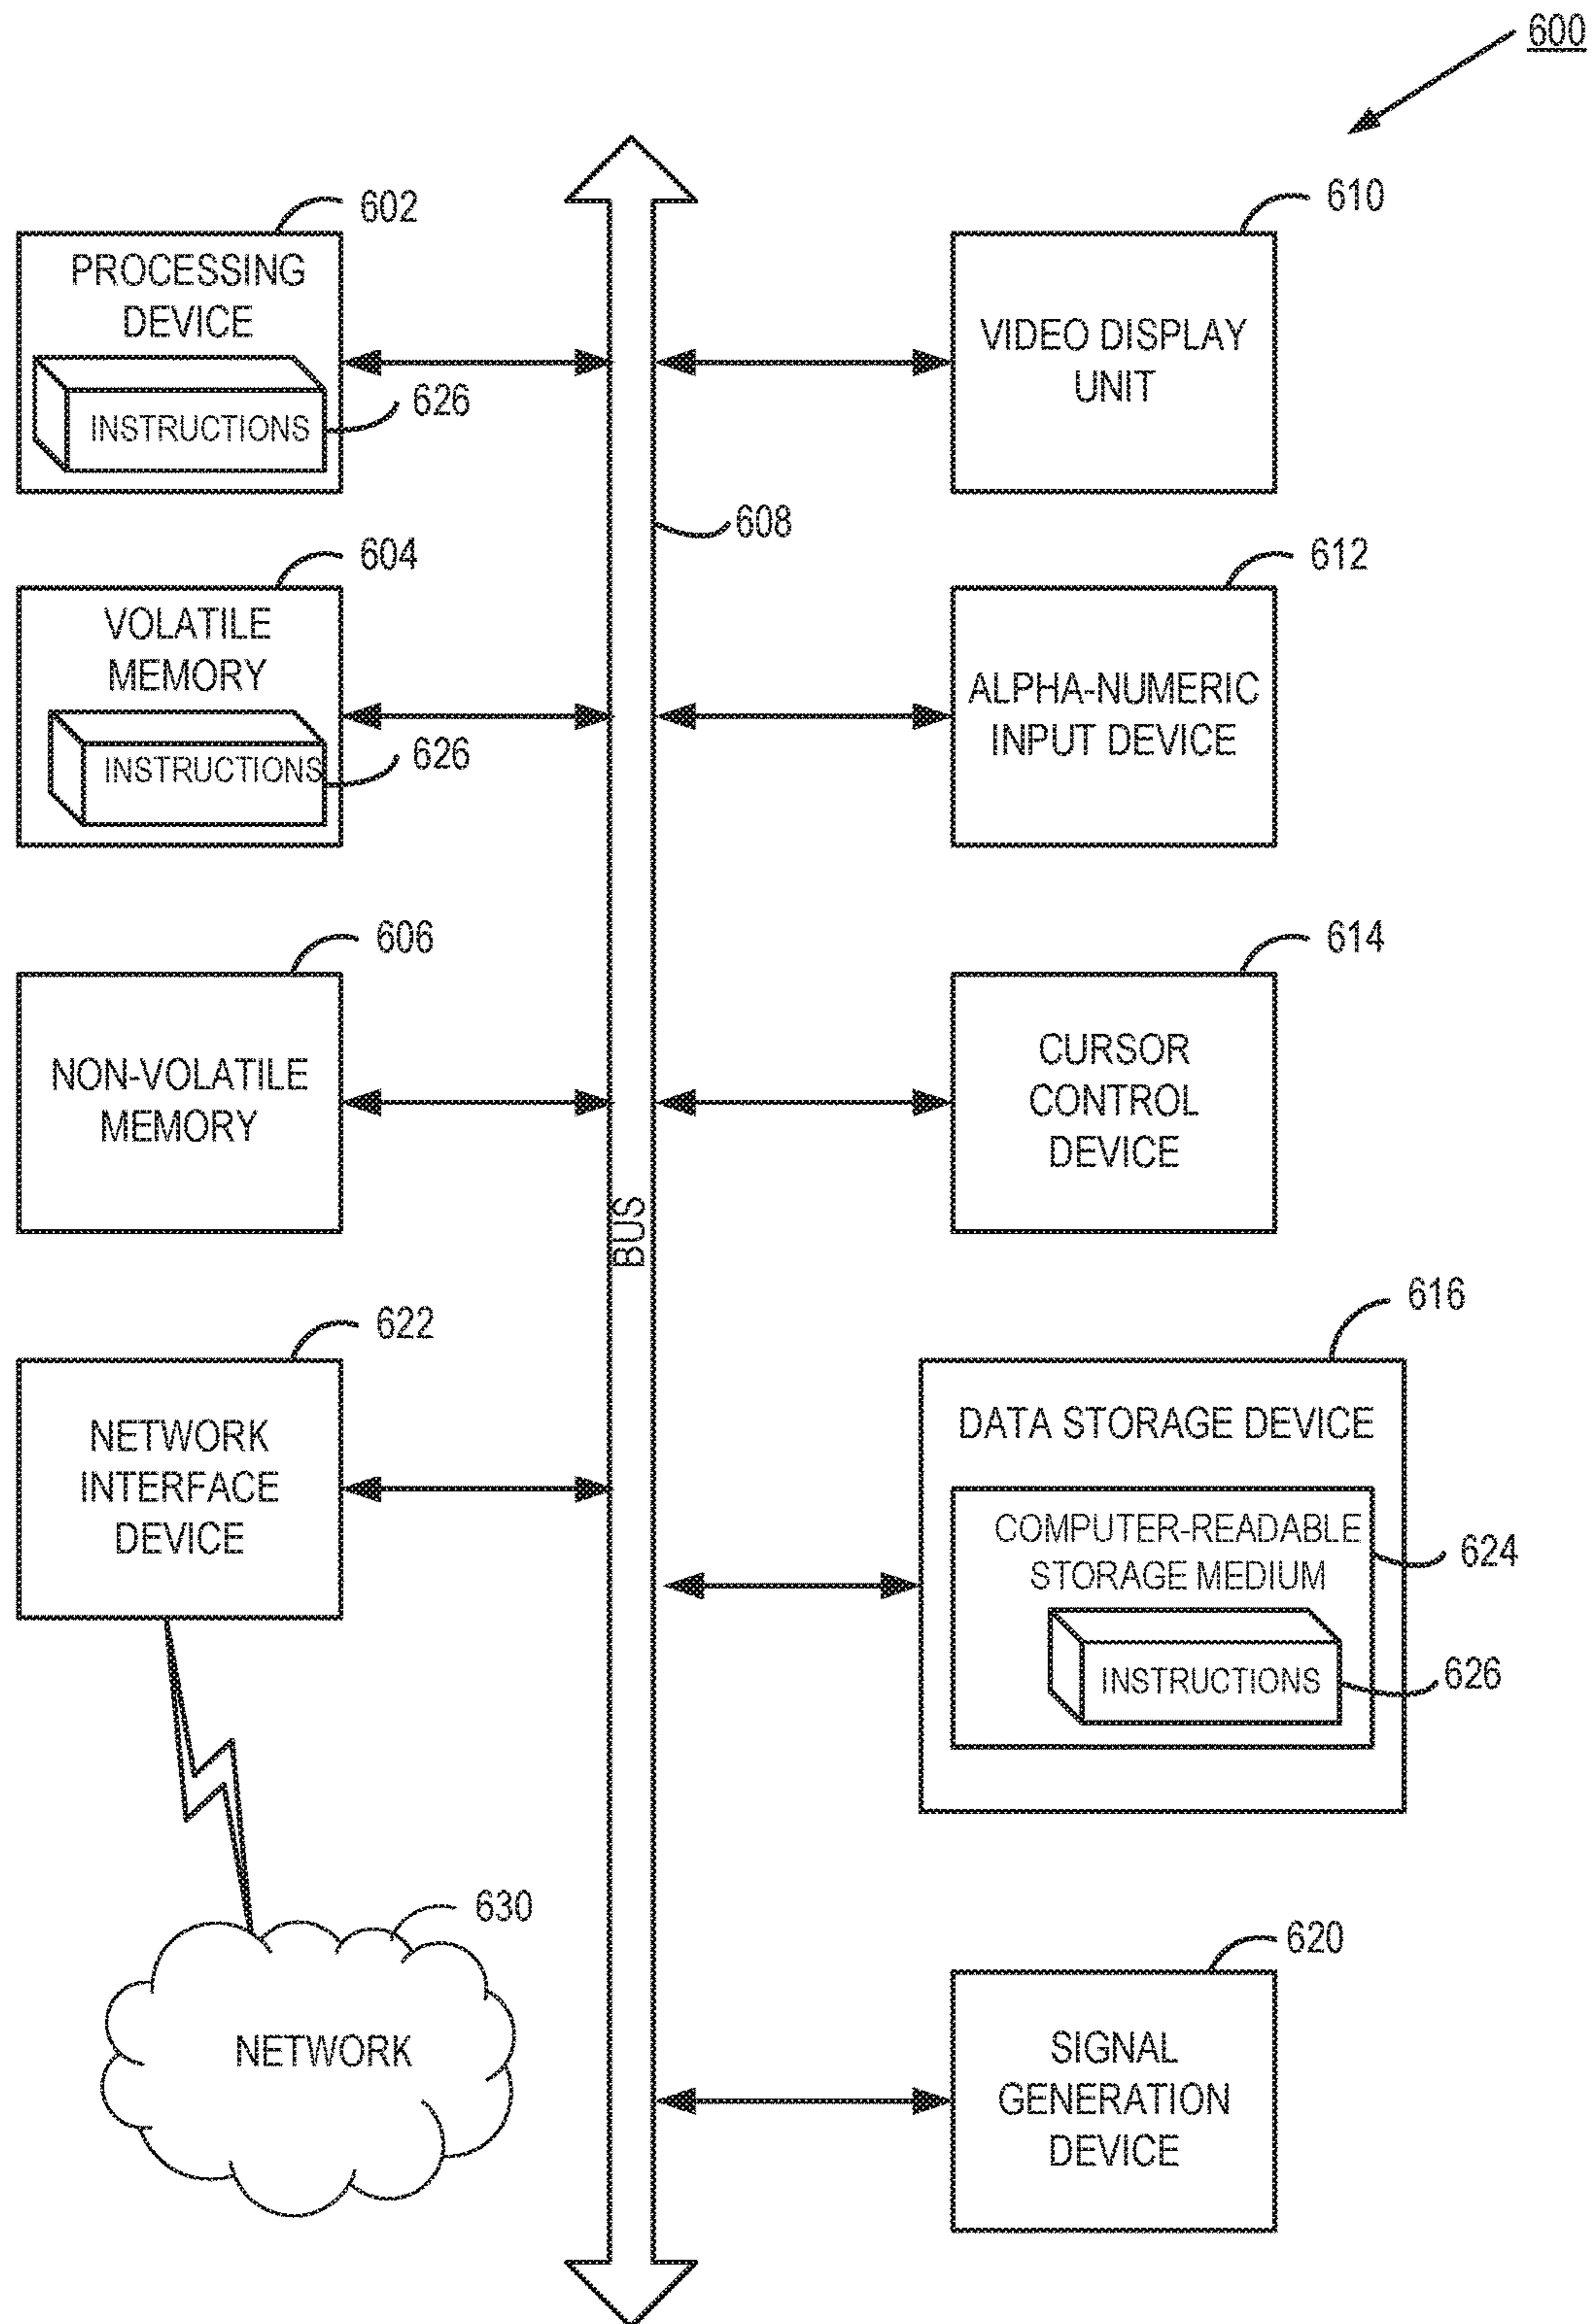 600
602
PROCESSING
DEVICE
INSTRUCTIONS
626
610
VIDEO DISPLAY
UNIT
608
604
VOLATILE
MEMORY
INSTRUCTIONS
626
612
ALPHA-NUMERIC
INPUT DEVICE
606
NON-VOLATILE
MEMORY
614
CURSOR
CONTROL
DEVICE
BUS
622
NETWORK
INTERFACE
DEVICE
616
DATA STORAGE DEVICE
COMPUTER-READABLE
STORAGE MEDIUM
624
INSTRUCTIONS
626
630
NETWORK
620
SIGNAL
GENERATION
DEVICE